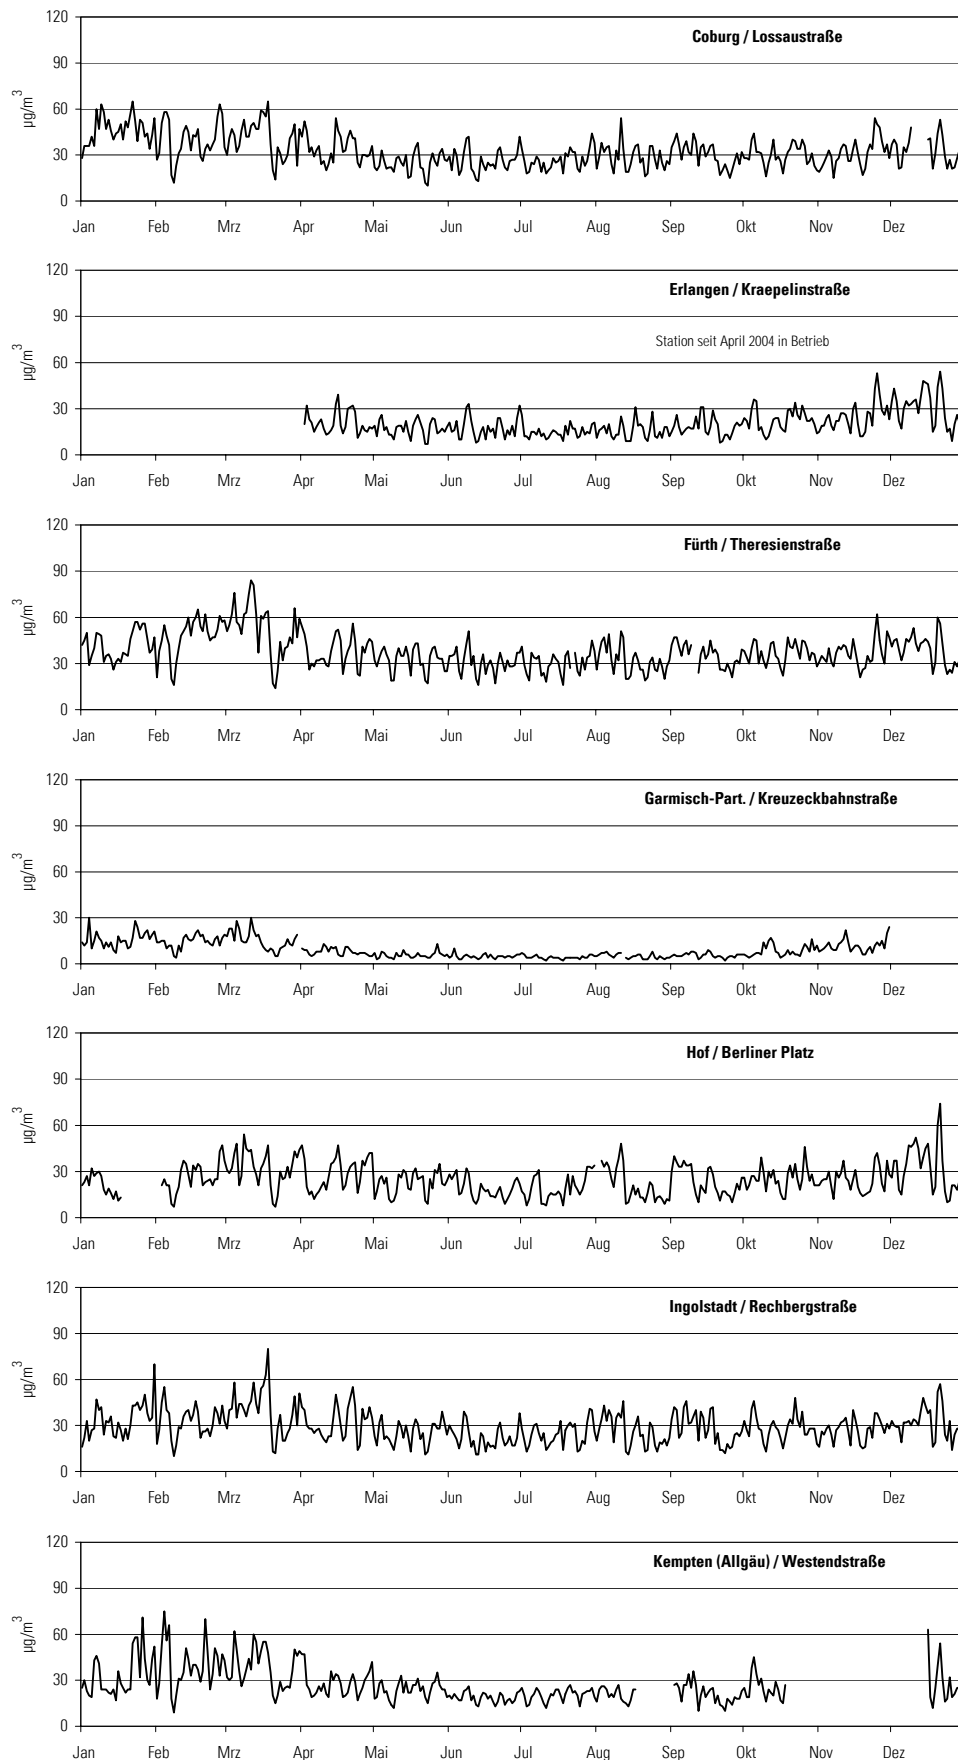 Coburg / Lossaustraße
µg/m³
120
90
60
30
0
Jan Feb Mrz Apr Mai Jun Jul Aug Sep Okt Nov Dez
Erlangen / Kraepelinstraße
Station seit April 2004 in Betrieb
µg/m³
120
90
60
30
0
Jan Feb Mrz Apr Mai Jun Jul Aug Sep Okt Nov Dez
Fürth / Theresienstraße
µg/m³
120
90
60
30
0
Jan Feb Mrz Apr Mai Jun Jul Aug Sep Okt Nov Dez
Garmisch-Part. / Kreuzeckbahnstraße
µg/m³
120
90
60
30
0
Jan Feb Mrz Apr Mai Jun Jul Aug Sep Okt Nov Dez
Hof / Berliner Platz
µg/m³
120
90
60
30
0
Jan Feb Mrz Apr Mai Jun Jul Aug Sep Okt Nov Dez
Ingolstadt / Rechbergstraße
µg/m³
120
90
60
30
0
Jan Feb Mrz Apr Mai Jun Jul Aug Sep Okt Nov Dez
Kempten (Allgäu) / Westendstraße
µg/m³
120
90
60
30
0
Jan Feb Mrz Apr Mai Jun Jul Aug Sep Okt Nov Dez